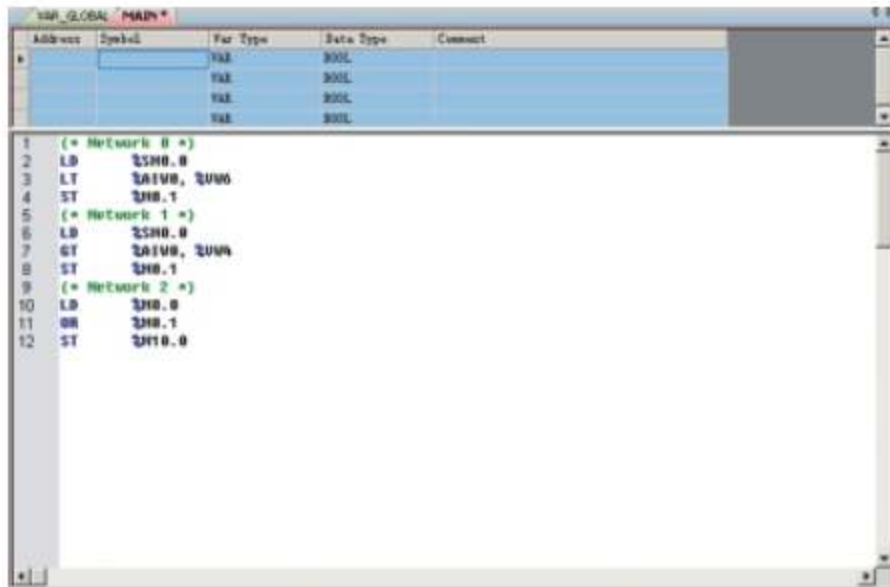 VAR_GLOBAL MAIN *
Address Symbol Var Type Data Type Comment
VAR BOOL
VAR BOOL
VAR BOOL
VAR BOOL
1 (* Network 0 *)
2 LD %SM0.0
3 LT %AIW0, %VW6
4 ST %M0.1
5 (* Network 1 *)
6 LD %SM0.0
7 GT %AIW0, %VW4
8 ST %M0.1
9 (* Network 2 *)
10 LD %M0.0
11 OR %M0.1
12 ST %M10.0